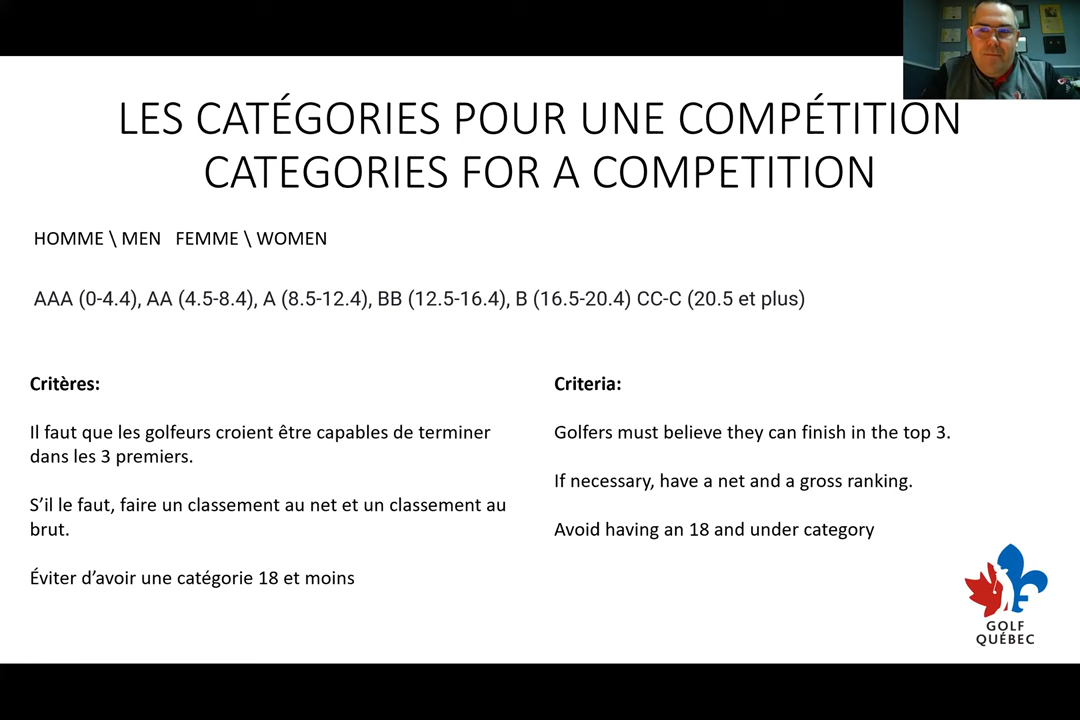 LES CATÉGORIES POUR UNE COMPÉTITION
CATEGORIES FOR A COMPETITION
HOMME \ MEN FEMME \ WOMEN
AAA (0-4.4), AA (4.5-8.4), A (8.5-12.4), BB (12.5-16.4), B (16.5-20.4) CC-C (20.5 et plus)
Critères:
Il faut que les golfeurs croient être capables de terminer
dans les 3 premiers.
S’il le faut, faire un classement au net et un classement au
brut.
Éviter d’avoir une catégorie 18 et moins
Criteria:
Golfers must believe they can finish in the top 3.
If necessary, have a net and a gross ranking.
Avoid having an 18 and under category
GOLF
QUÉBEC